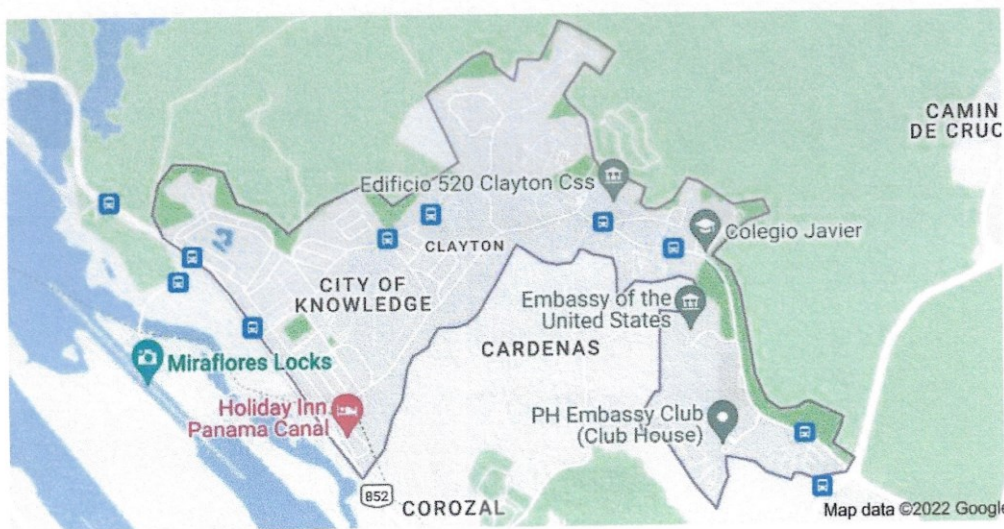 CAMIN
DE CRUC
Edificio 520 Clayton Css
Colegio Javier
CLAYTON
CITY OF
KNOWLEDGE
Embassy of the
United States
CARDENAS
Miraflores Locks
Holiday Inn
Panama Canal
PH Embassy Club
(Club House)
852
COROZAL
Map data ©2022 Google